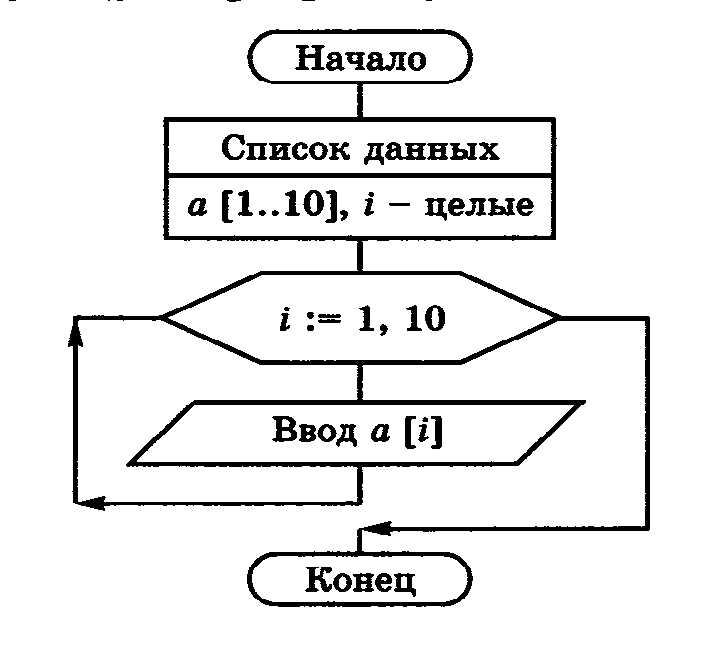 Начало
Список данных
a [1..10], i – целые
i := 1, 10
Ввод a [i]
Конец